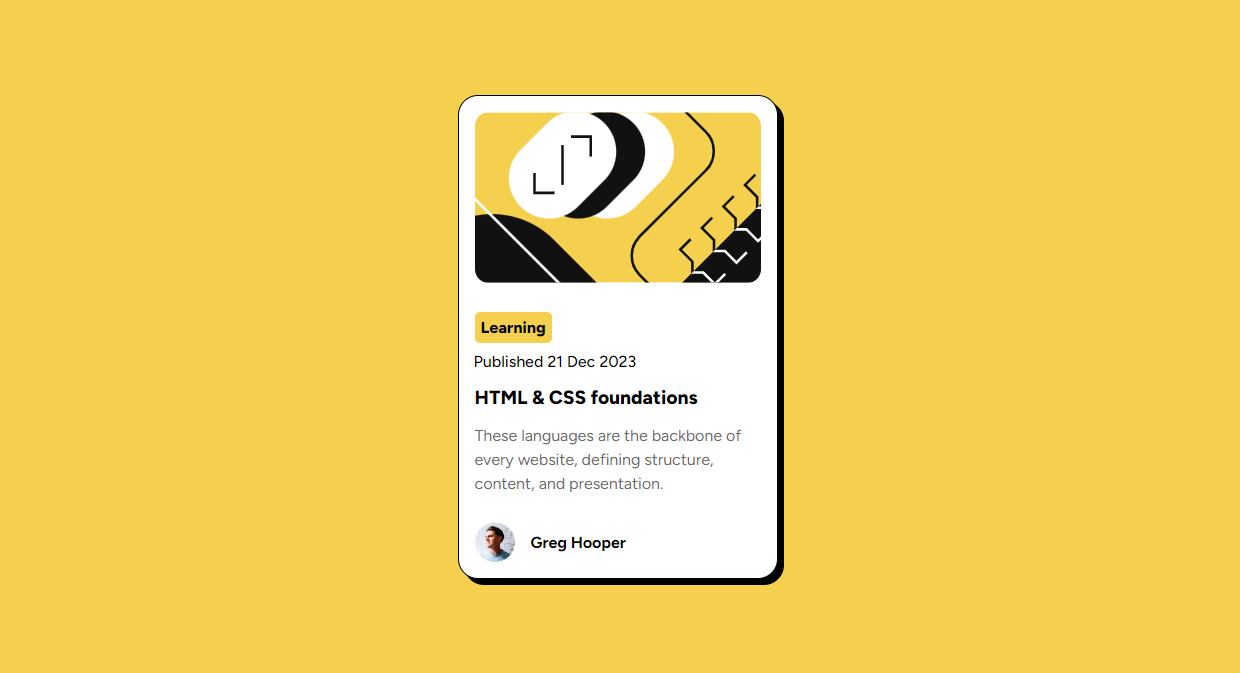 Learning
Published 21 Dec 2023
HTML & CSS foundations
These languages are the backbone of
every website, defining structure,
content, and presentation.
Greg Hooper